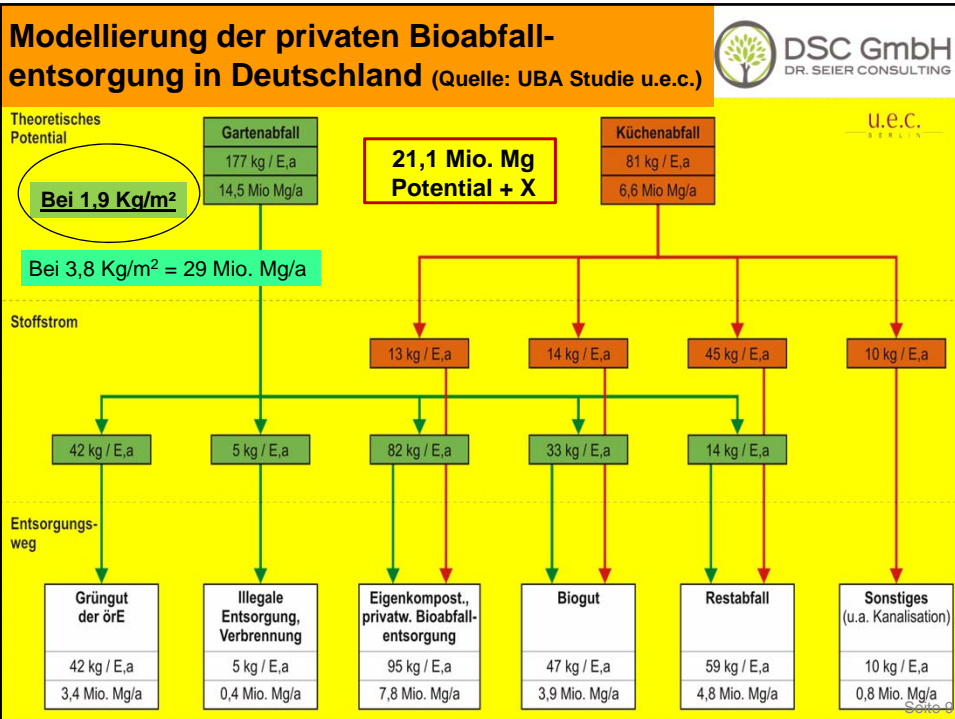 Modellierung der privaten Bioabfall-
entsorgung in Deutschland (Quelle: UBA Studie u.e.c.)
DSC GmbH
DR. SEIER CONSULTING
Theoretisches
Potential
Gartenabfall
177 kg / E,a
14,5 Mio Mg/a
21,1 Mio. Mg
Potential + X
Küchenabfall
81 kg / E,a
6,6 Mio Mg/a
u.e.c.
BERLIN
Bei 1,9 Kg/m²
Bei 3,8 Kg/m² = 29 Mio. Mg/a
Stoffstrom
13 kg / E,a
14 kg / E,a
45 kg / E,a
10 kg / E,a
42 kg / E,a
5 kg / E,a
82 kg / E,a
33 kg / E,a
14 kg / E,a
Entsorgungs-
weg
Grüngut
der örE
42 kg / E,a
3,4 Mio. Mg/a
Illegale
Entsorgung,
Verbrennung
5 kg / E,a
0,4 Mio. Mg/a
Eigenkompost.,
privatw. Bioabfall-
entsorgung
95 kg / E,a
7,8 Mio. Mg/a
Biogut
47 kg / E,a
3,9 Mio. Mg/a
Restabfall
59 kg / E,a
4,8 Mio. Mg/a
Sonstiges
(u.a. Kanalisation)
10 kg / E,a
0,8 Mio. Mg/a
Seite 9